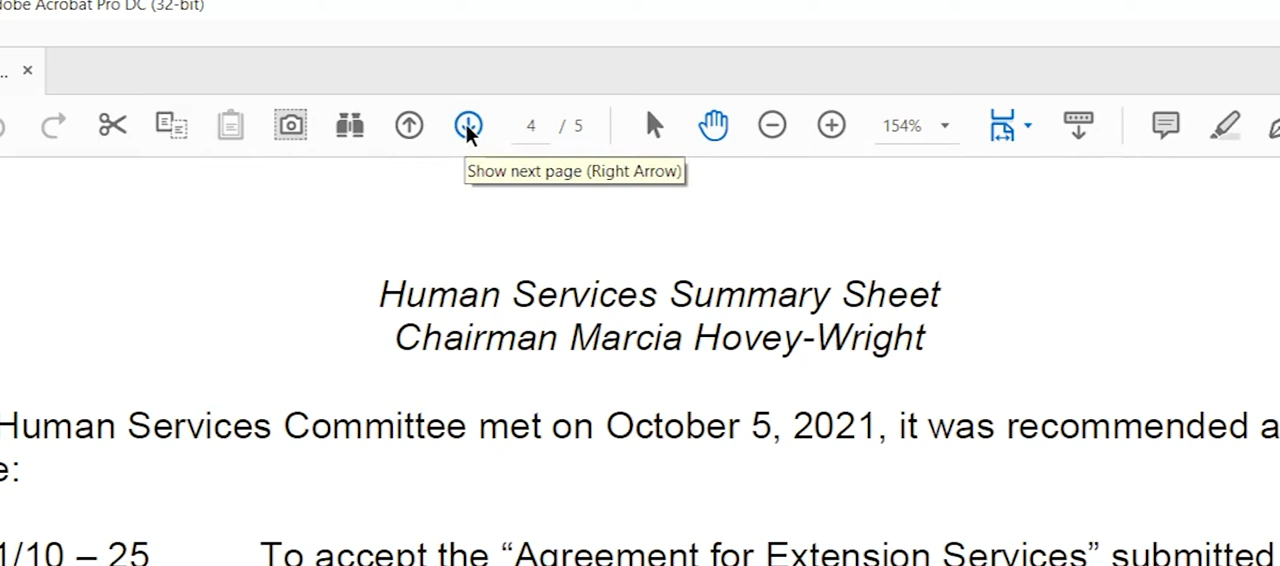 dobe Acrobat Pro DC (32-bit)
.. ×
4 / 5 154%
Show next page (Right Arrow)
Human Services Summary Sheet
Chairman Marcia Hovey-Wright
Human Services Committee met on October 5, 2021, it was recommended a
e:
1/10 – 25 To accept the “Agreement for Extension Services” submitted